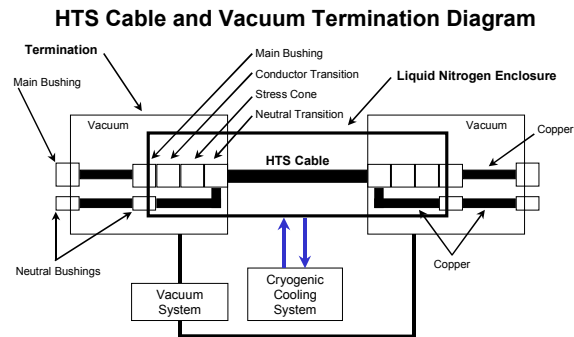 HTS Cable and Vacuum Termination Diagram
Termination
Main Bushing
Main Bushing
Conductor Transition
Stress Cone
Neutral Transition
Liquid Nitrogen Enclosure
Vacuum
Vacuum
Copper
HTS Cable
Neutral Bushings
Copper
Vacuum
System
Cryogenic
Cooling
System